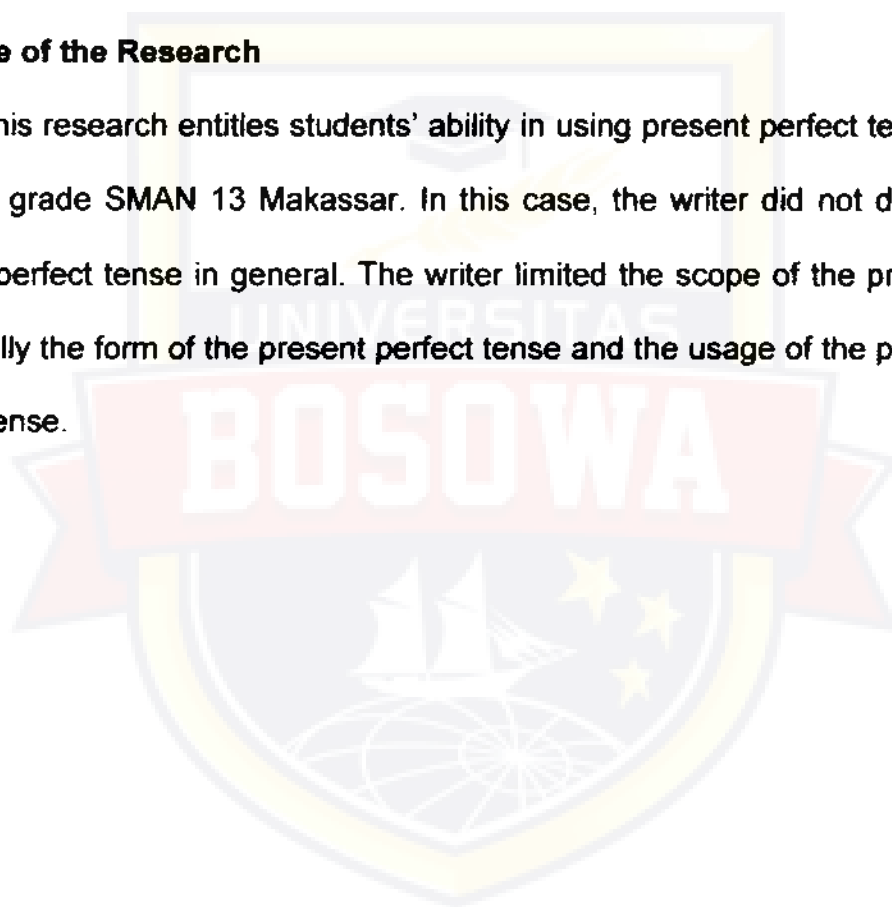 e of the Research
his research entitles students' ability in using present perfect te
grade SMAN 13 Makassar. In this case, the writer did not d
perfect tense in general. The writer limited the scope of the pr
lly the form of the present perfect tense and the usage of the p
ense.
UNIVERSITAS
BOSOWA